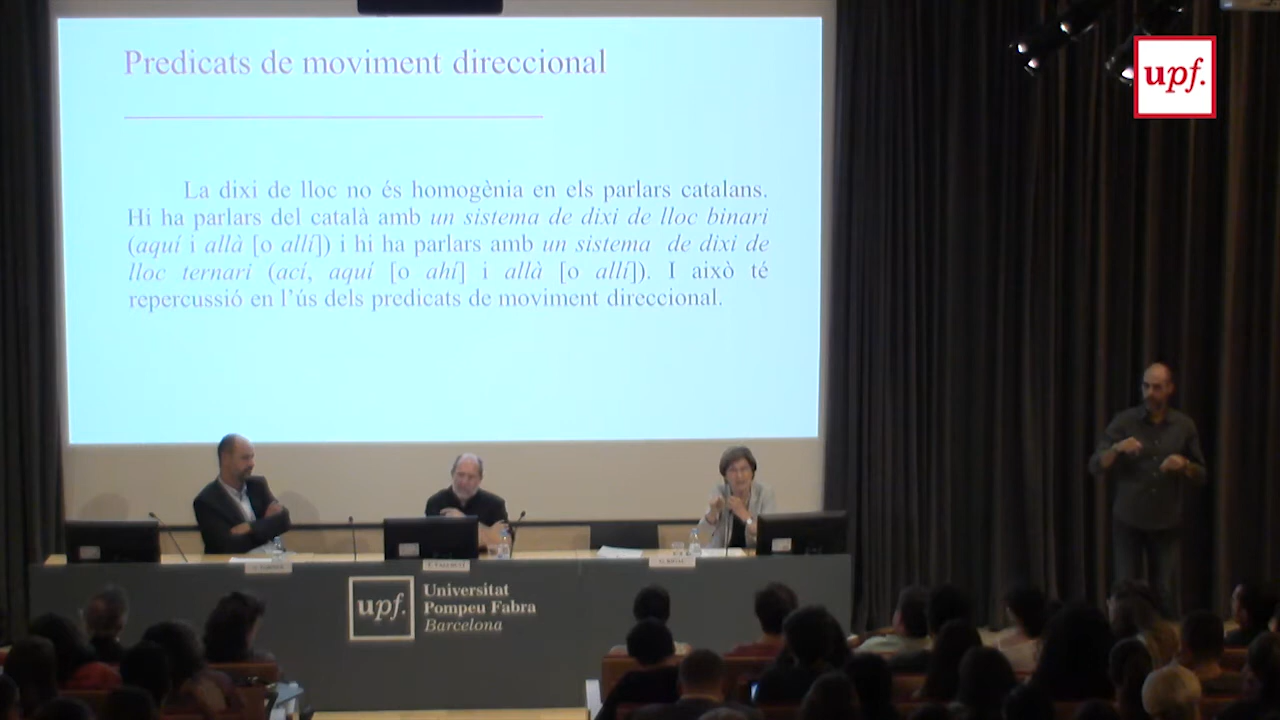 Predicats de moviment direccional
upf.
La dixi de lloc no és homogènia en els parlars catalans.
Hi ha parlars del català amb un sistema de dixi de lloc binari
(aquí i allà [o allí]) i hi ha parlars amb un sistema de dixi de
lloc ternari (ací, aquí [o ahí] i allà [o allí]). I això té
repercussió en l’ús dels predicats de moviment direccional.
upf.
Universitat
Pompeu Fabra
Barcelona